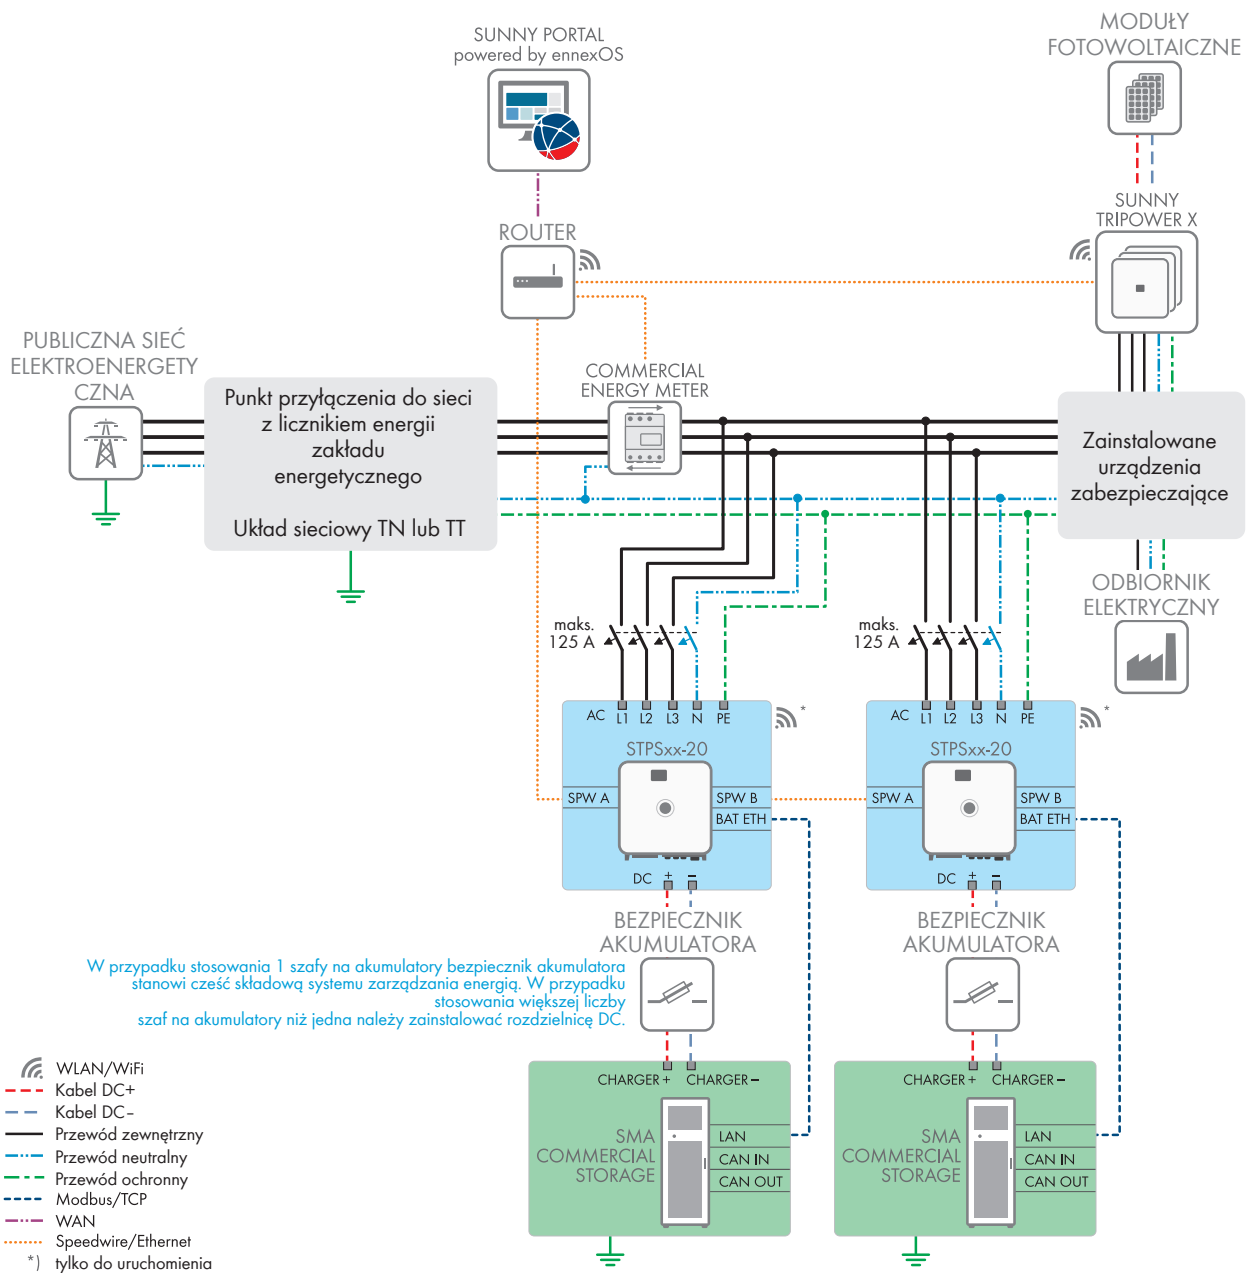 SUNNY PORTAL
powered by ennexOS
MODUŁY
FOTOWOLTAICZNE
ROUTER
SUNNY
TRIPOWER X
PUBLICZNA SIEĆ
ELEKTROENERGETY
CZNA
COMMERCIAL
ENERGY METER
Punkt przyłączenia do sieci
z licznikiem energii
zakładu
energetycznego
Układ sieciowy TN lub TT
Zainstalowane
urządzenia
zabezpieczające
ODBIORNIK
ELEKTRYCZNY
maks.
125 A
maks.
125 A
AC L1 L2 L3 N PE
*
STPSxx-20
SPW A
SPW B
BAT ETH
DC + –
AC L1 L2 L3 N PE
*
STPSxx-20
SPW A
SPW B
BAT ETH
DC + –
BEZPIECZNIK
AKUMULATORA
BEZPIECZNIK
AKUMULATORA
W przypadku stosowania 1 szafy na akumulatory bezpiecznik akumulatora
stanowi cześć składową systemu zarządzania energią. W przypadku
stosowania większej liczby
szaf na akumulatory niż jedna należy zainstalować rozdzielnicę DC.
CHARGER + CHARGER –
SMA
COMMERCIAL
STORAGE
LAN
CAN IN
CAN OUT
CHARGER + CHARGER –
SMA
COMMERCIAL
STORAGE
LAN
CAN IN
CAN OUT
WLAN/WiFi
Kabel DC+
Kabel DC–
Przewód zewnętrzny
Przewód neutralny
Przewód ochronny
Modbus/TCP
WAN
Speedwire/Ethernet
*) tylko do uruchomienia